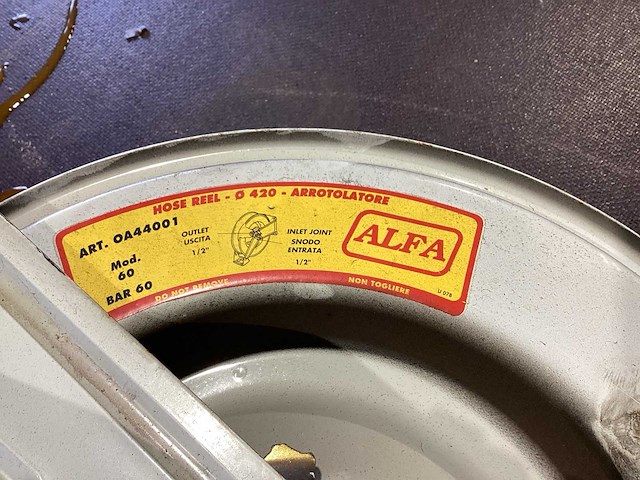 HOSE REEL - Ø 420 - ARROTOLATORE
ART. OA44001
Mod.
60
BAR 60
OUTLET
USCITA
1/2"
INLET JOINT
SNODO
ENTRATA
1/2"
ALFA
DO NOT REMOVE
NON TOGLIERE
U 078